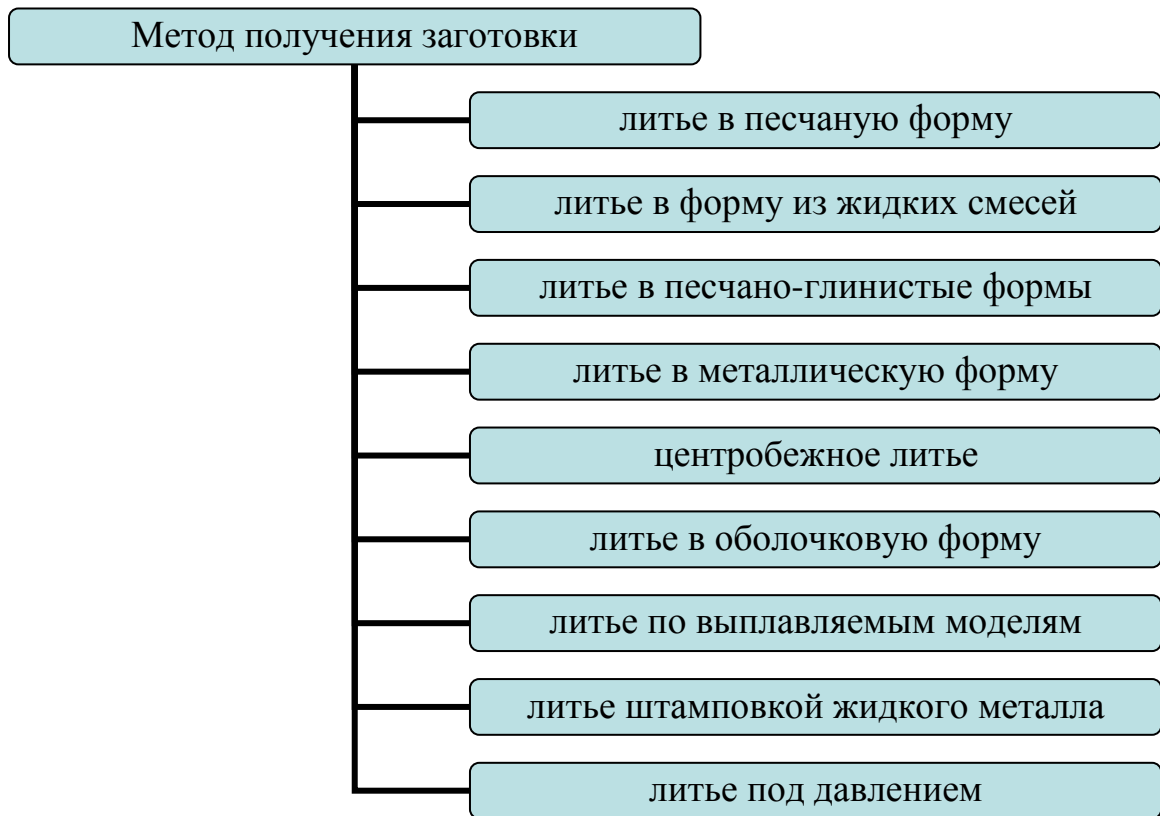 Метод получения заготовки
литье в песчаную форму
литье в форму из жидких смесей
литье в песчано-глинистые формы
литье в металлическую форму
центробежное литье
литье в оболочковую форму
литье по выплавляемым моделям
литье штамповкой жидкого металла
литье под давлением